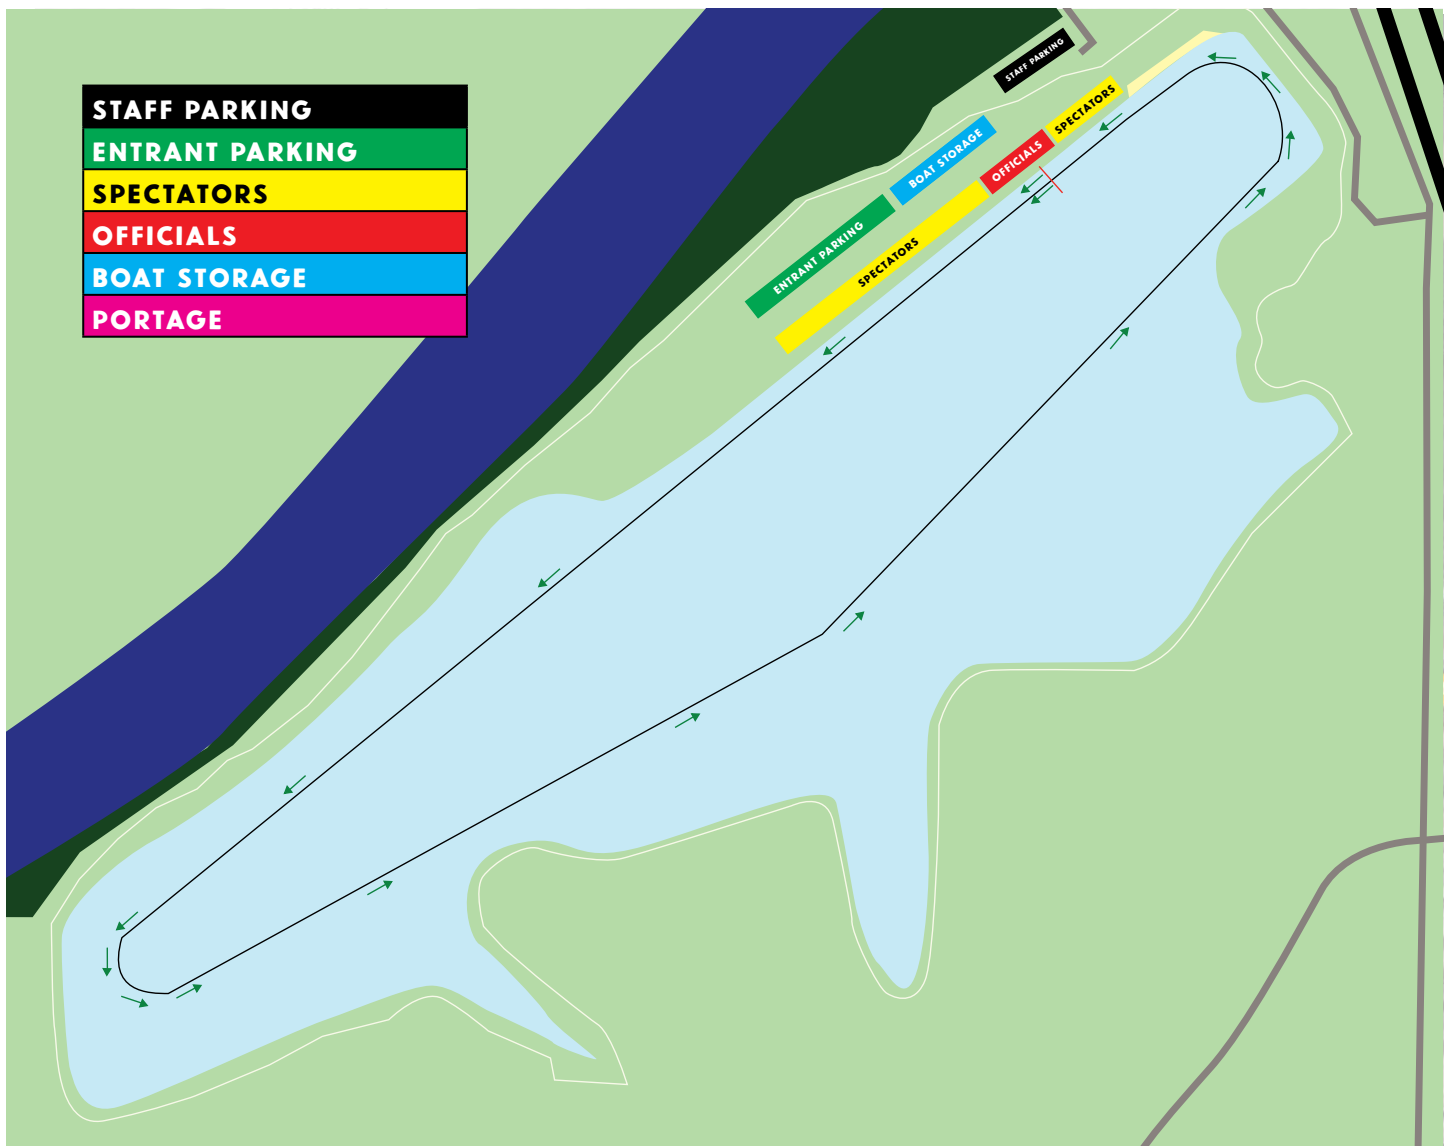 STAFF PARKING
ENTRANT PARKING
SPECTATORS
OFFICIALS
BOAT STORAGE
PORTAGE
STAFF PARKING
SPECTATORS
OFFICIALS
BOAT STORAGE
ENTRANT PARKING
SPECTATORS